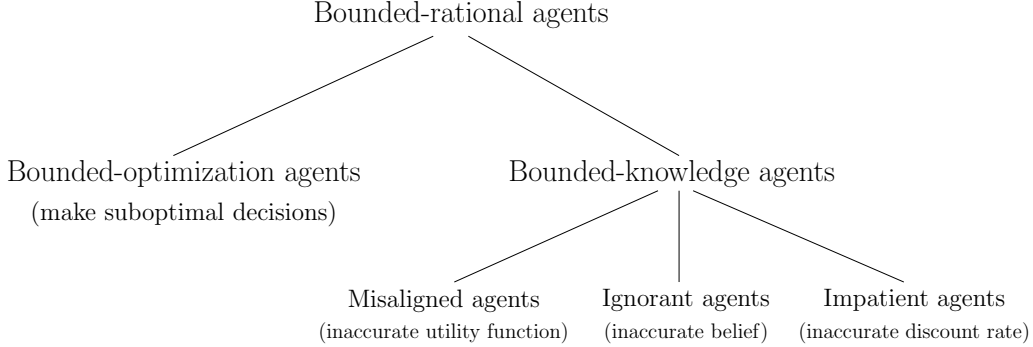 Bounded-rational agents
Bounded-optimization agents
(make suboptimal decisions)
Bounded-knowledge agents
Misaligned agents
(inaccurate utility function)
Ignorant agents
(inaccurate belief)
Impatient agents
(inaccurate discount rate)